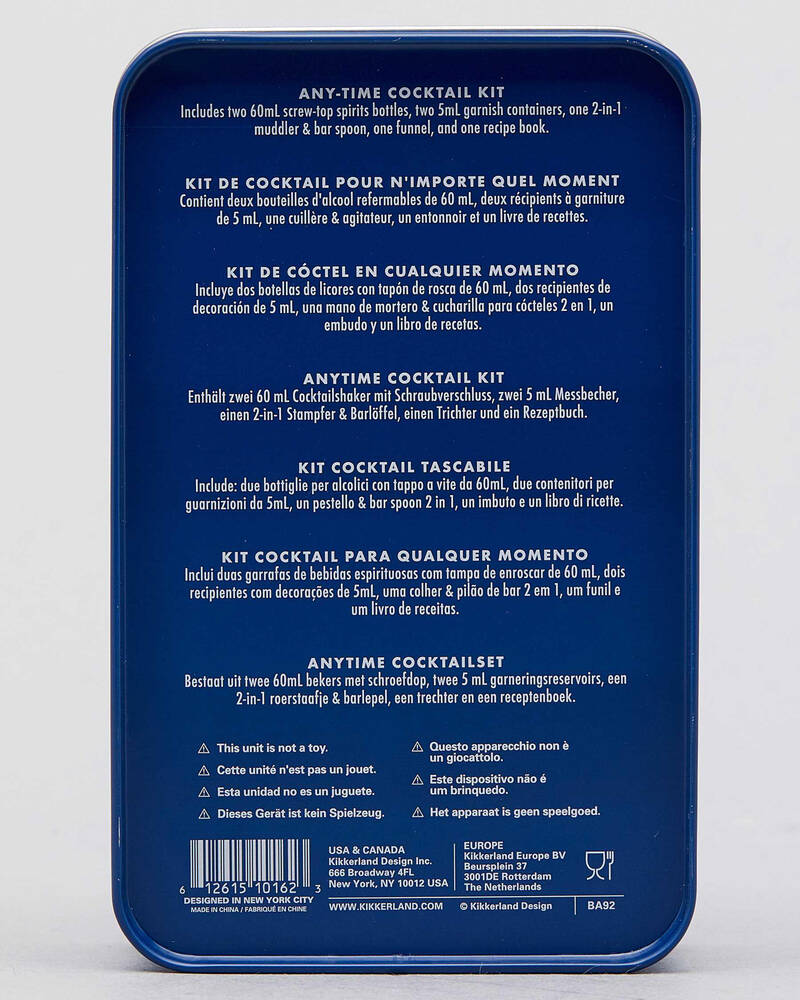 ANY-TIME COCKTAIL KIT
Includes two 60mL screw-top spirits bottles, two 5mL garnish containers, one 2-in-1
muddler & bar spoon, one funnel, and one recipe book.
KIT DE COCKTAIL POUR N'IMPORTE QUEL MOMENT
Contient deux bouteilles d'alcool refermables de 60 mL, deux récipients à garniture
de 5 mL, une cuillère & agitateur, un entonnoir et un livre de recettes.
KIT DE CÓCTEL EN CUALQUIER MOMENTO
Incluye dos botellas de licores con tapón de rosca de 60 mL, dos recipientes de
decoración de 5 mL, una mano de mortero & cucharilla para cócteles 2 en 1, un
embudo y un libro de recetas.
ANYTIME COCKTAIL KIT
Enthält zwei 60 mL Cocktailshaker mit Schraubverschluss, zwei 5 mL Messbecher,
einen 2-in-1 Stampfer & Barlöffel, einen Trichter und ein Rezeptbuch.
KIT COCKTAIL TASCABILE
Include: due bottiglie per alcolici con tappo a vite da 60mL, due contenitori per
guarnizioni da 5mL, un pestello & bar spoon 2 in 1, un imbuto e un libro di ricette.
KIT COCKTAIL PARA QUALQUER MOMENTO
Inclui duas garrafas de bebidas espirituosas com tampa de enroscar de 60 mL, dois
recipientes com decorações de 5mL, uma colher & pilão de bar 2 em 1, um funil e
um livro de receitas.
ANYTIME COCKTAILSET
Bestaat uit twee 60mL bekers met schroefdop, twee 5 mL garneringsreservoirs, een
2-in-1 roerstaafje & barlepel, een trechter en een receptenboek.
This unit is not a toy.
Cette unité n'est pas un jouet.
Esta unidad no es un juguete.
Dieses Gerät ist kein Spielzeug.
Questo apparecchio non è
un giocattolo.
Este dispositivo não é
um brinquedo.
Het apparaat is geen speelgoed.
6 12615 10162 3
DESIGNED IN NEW YORK CITY
MADE IN CHINA / FABRIQUÉ EN CHINE
USA & CANADA
Kikkerland Design Inc.
666 Broadway 4FL
New York, NY 10012 USA
EUROPE
Kikkerland Europe BV
Beursplein 37
3001DE Rotterdam
The Netherlands
WWW.KIKKERLAND.COM
© Kikkerland Design
BA92